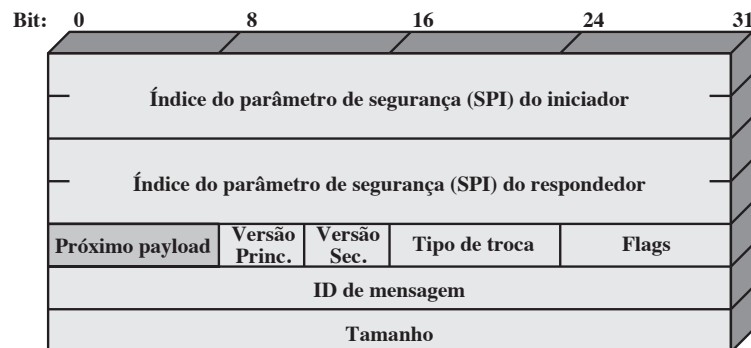 Bit: 0 8 16 24 31
Índice do parâmetro de segurança (SPI) do iniciador
Índice do parâmetro de segurança (SPI) do respondedor
Próximo payload Versão Princ. Versão Sec. Tipo de troca Flags
ID de mensagem
Tamanho